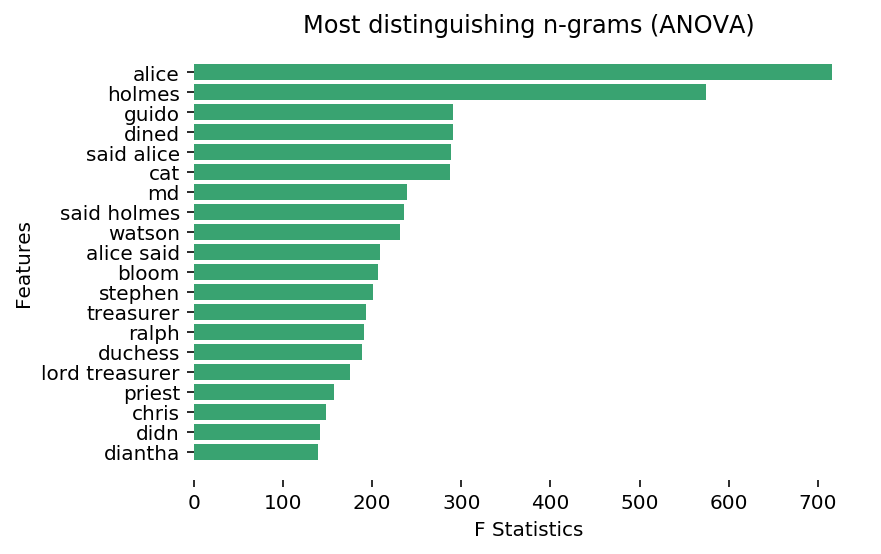 Most distinguishing n-grams (ANOVA)
alice
holmes
guido
dined
said alice
cat
md
said holmes
watson
alice said
bloom
stephen
treasurer
ralph
duchess
lord treasurer
priest
chris
didn
diantha
Features
0 100 200 300 400 500 600 700
F Statistics